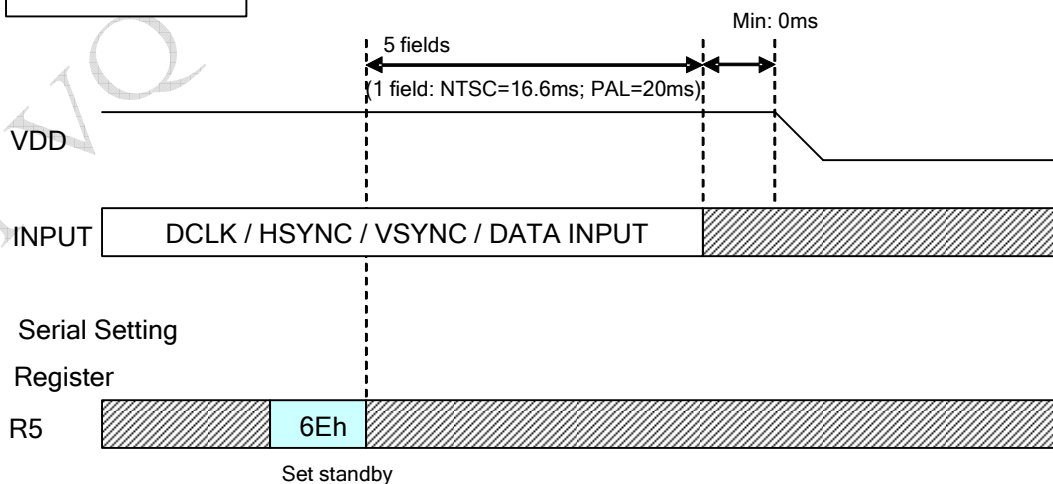 Min: 0ms
5 fields
(1 field: NTSC=16.6ms; PAL=20ms)
VDD
INPUT
DCLK / HSYNC / VSYNC / DATA INPUT
Serial Setting
Register
R5
6Eh
Set standby